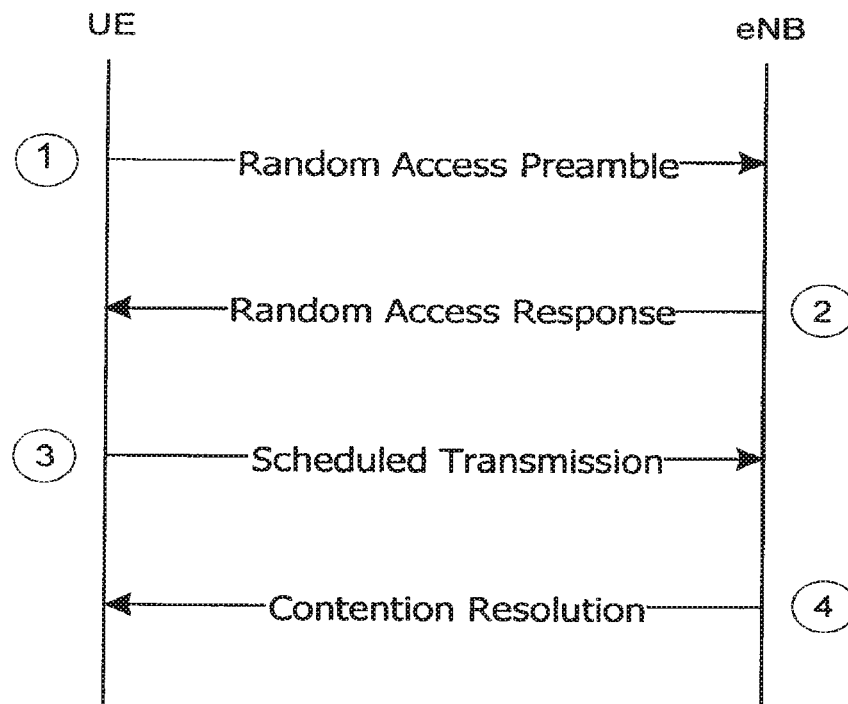 UE
eNB
1
Random Access Preamble
Random Access Response
2
3
Scheduled Transmission
Contention Resolution
4